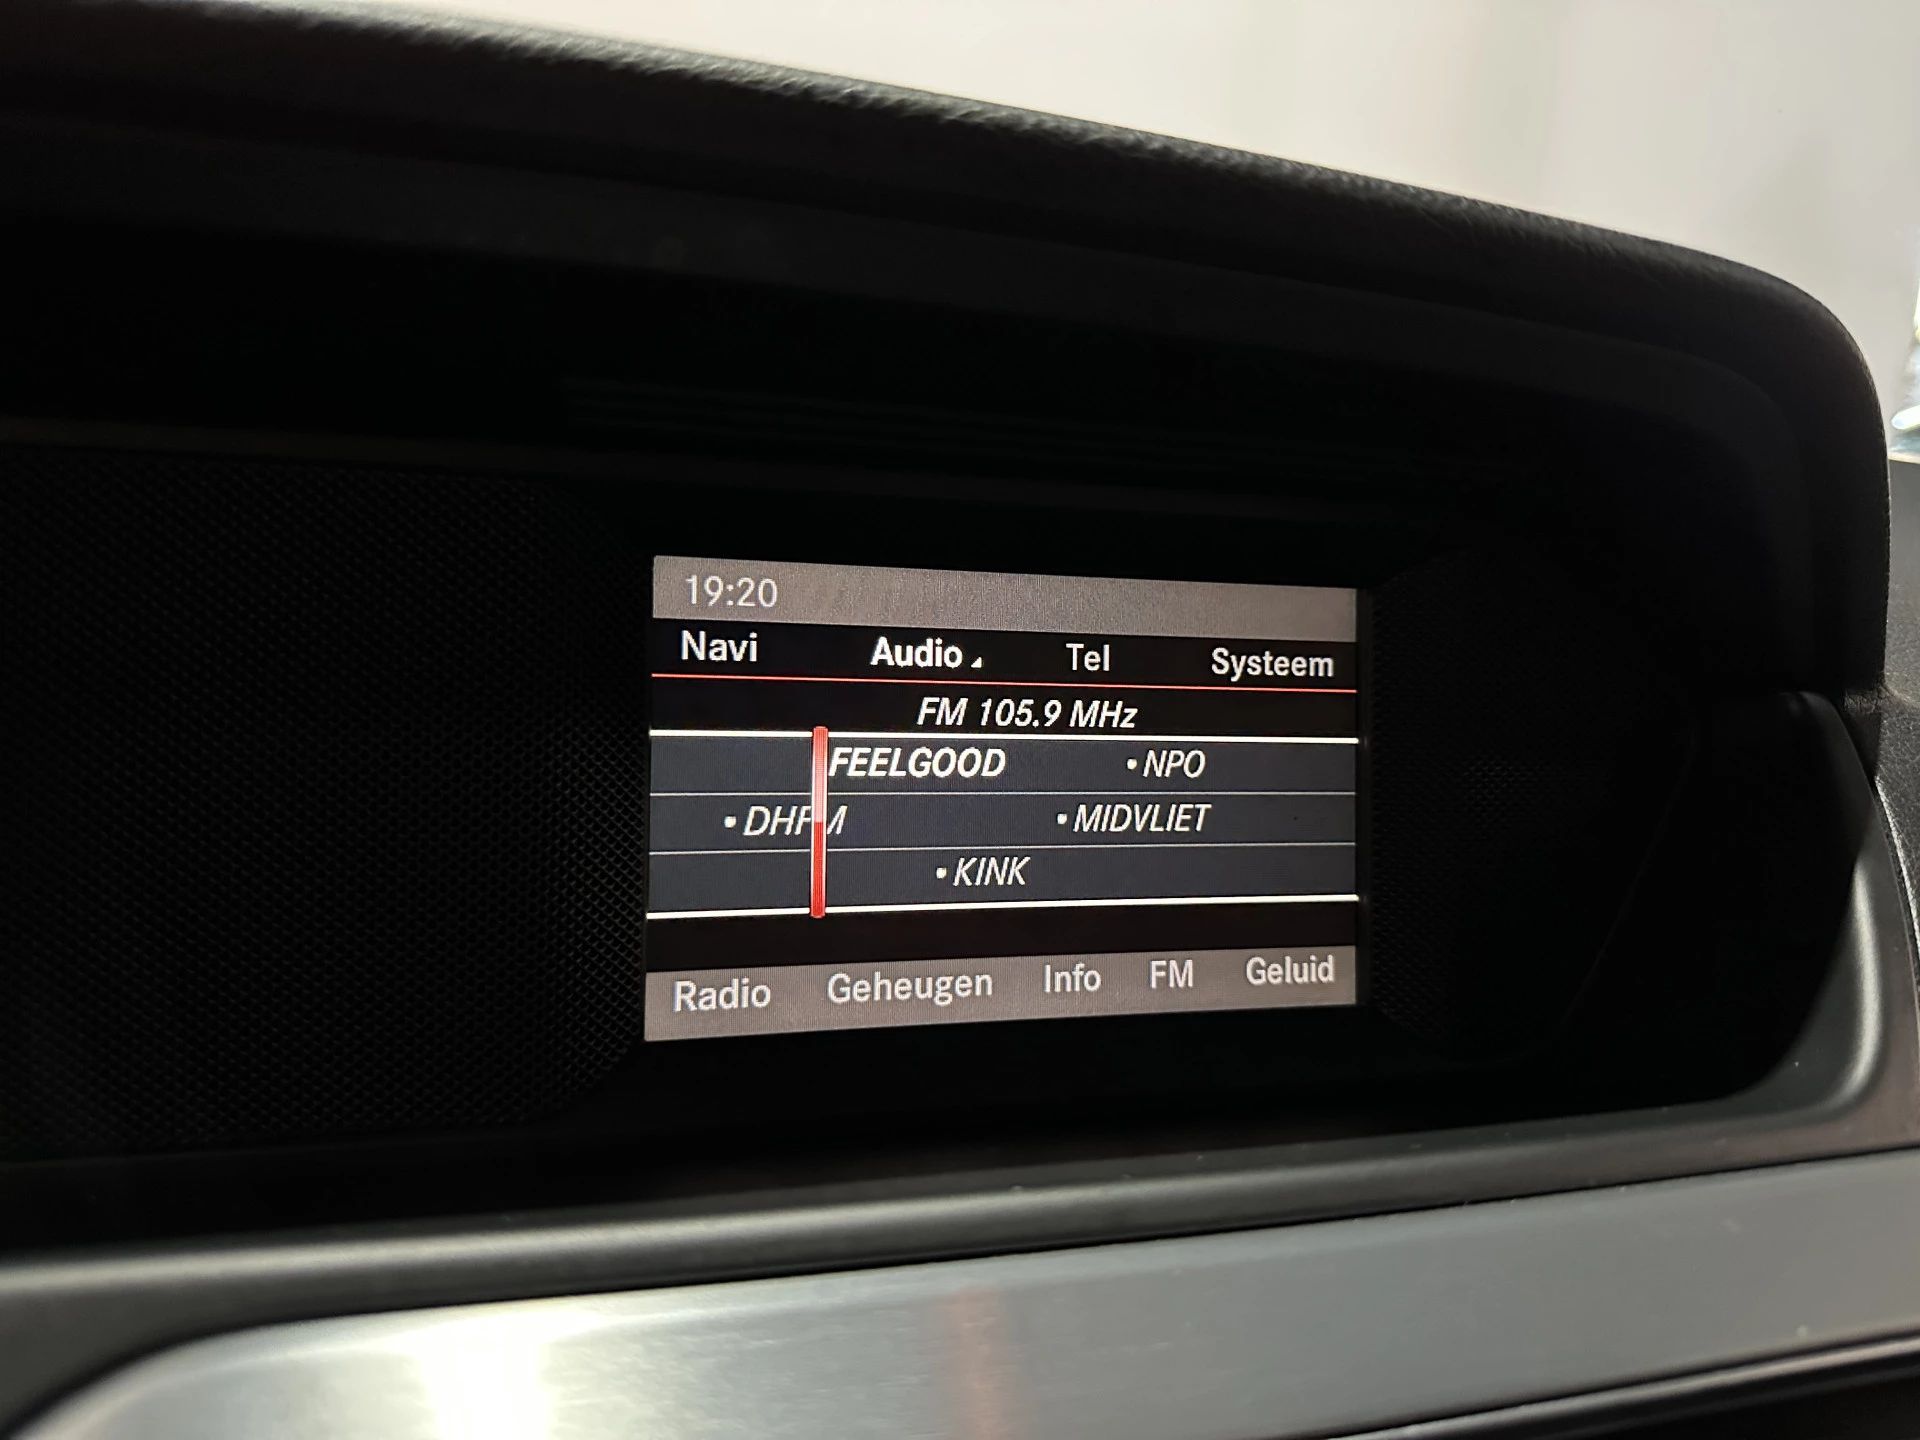 19:20
Navi Audio Tel Systeem
FM 105.9 MHz
FEELGOOD • NPO
• DHFM • MIDVLIET
• KINK
Radio Geheugen Info FM Geluid